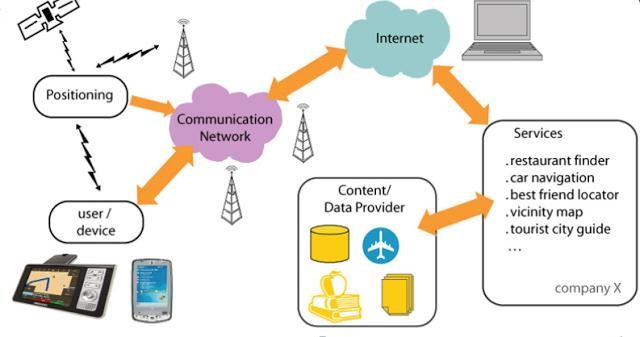 Internet
Positioning
Communication
Network
Services
. restaurant finder
. car navigation
. best friend locator
. vicinity map
. tourist city guide
...
company X
Content/
Data Provider
user /
device